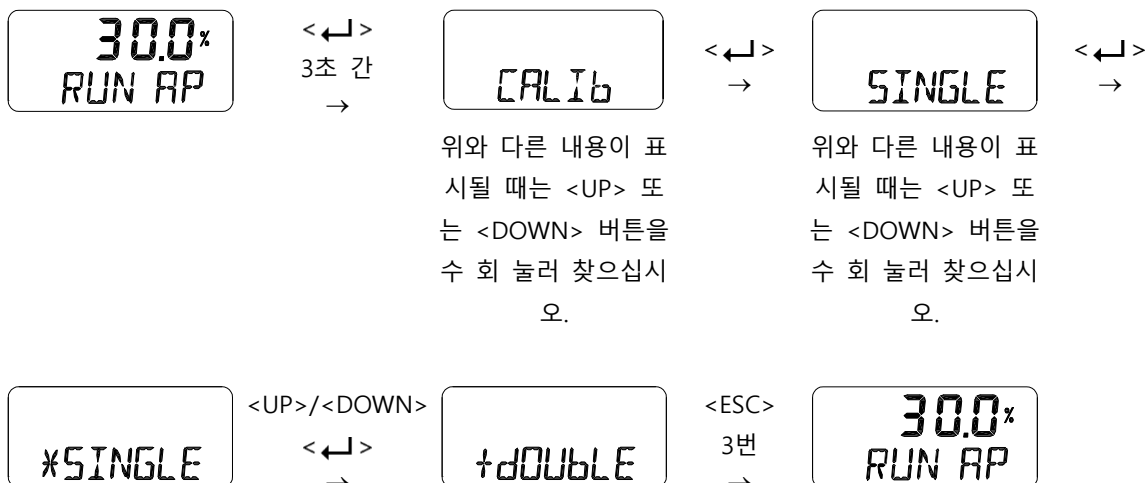 30.0%
RUN AP
<↵>
3초 간
→
CALIb
<↵>
→
SINGLE
<↵>
→
위와 다른 내용이 표
시될 때는 <UP> 또
는 <DOWN> 버튼을
수 회 눌러 찾으십시
오.
위와 다른 내용이 표
시될 때는 <UP> 또
는 <DOWN> 버튼을
수 회 눌러 찾으십시
오.
*SINGLE
<UP>/<DOWN>
<↵>
→
+dOUbLE
<ESC>
3번
→
30.0%
RUN AP